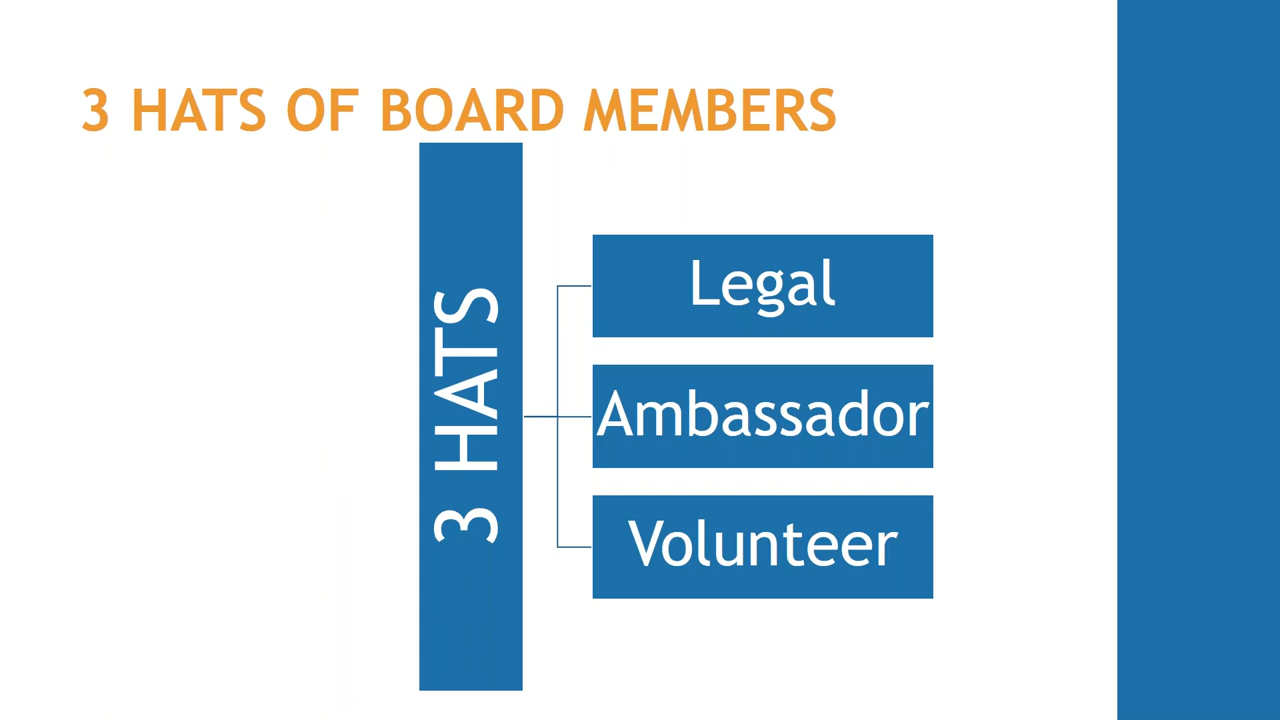 3 HATS OF BOARD MEMBERS
3 HATS
Legal
Ambassador
Volunteer